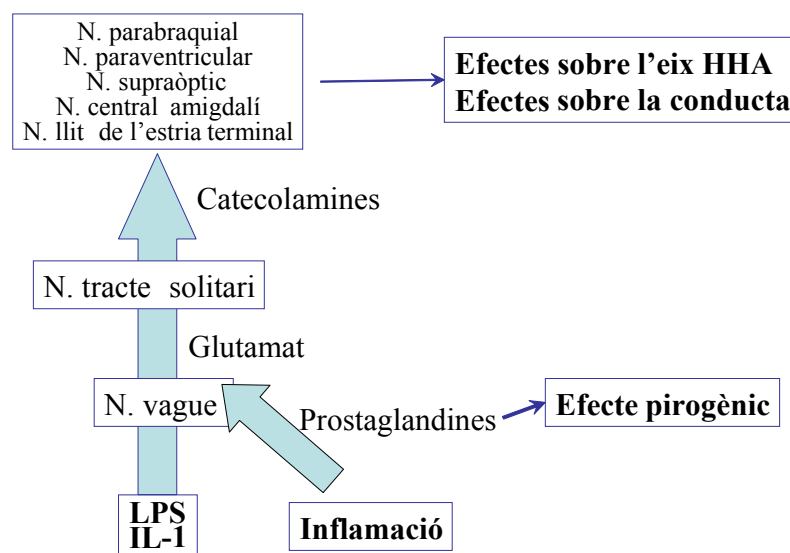 N. parabraquial
N. paraventricular
N. supraòptic
N. central amigdalí
N. llit de l’estria terminal
Efectes sobre l’eix HHA
Efectes sobre la conducta
Catecolamines
N. tracte solitari
Glutamat
N. vague
Prostaglandines
Efecte pirogènic
LPS
IL-1
Inflamació